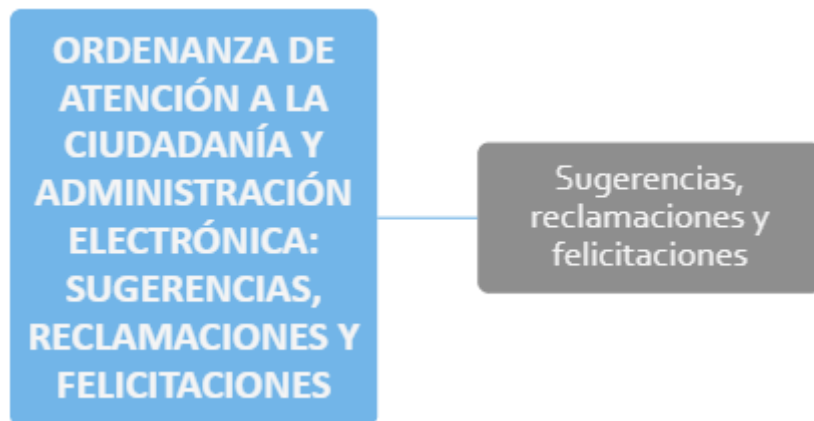 ORDENANZA DE
ATENCIÓN A LA
CIUDADANÍA Y
ADMINISTRACIÓN
ELECTRÓNICA:
SUGERENCIAS,
RECLAMACIONES Y
FELICITACIONES
Sugerencias,
reclamaciones y
felicitaciones